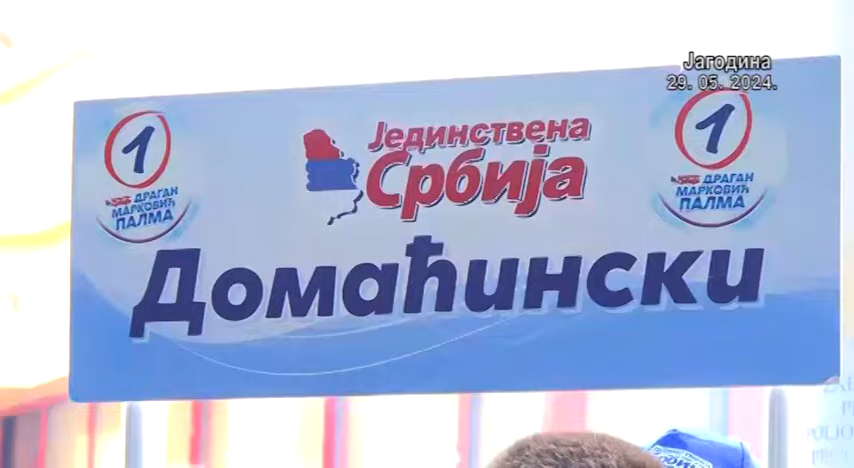 Јагодина
29. 05. 2024.
1
ДРАГАН
МАРКОВИЋ
ПАЛМА
Јединствена
Србија
1
ДРАГАН
МАРКОВИЋ
ПАЛМА
Домаћински